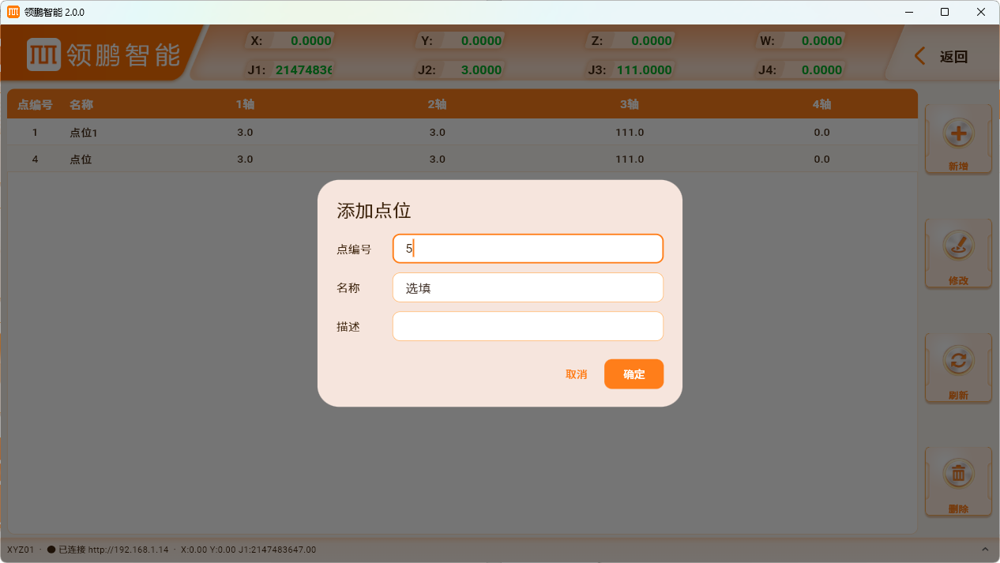 领鹏智能 2.0.0
领鹏智能
X: 0.0000 Y: 0.0000 Z: 0.0000 W: 0.0000
J1: 21474836 J2: 3.0000 J3: 111.0000 J4: 0.0000
返回
点编号 名称 1轴 2轴 3轴 4轴
1 点位1 3.0 3.0 111.0 0.0
4 点位 3.0 3.0 111.0 0.0
添加点位
点编号 5
名称 选填
描述
取消 确定
新增
修改
刷新
删除
XYZ01 · ● 已连接 http://192.168.1.14 · X:0.00 Y:0.00 J1:2147483647.00